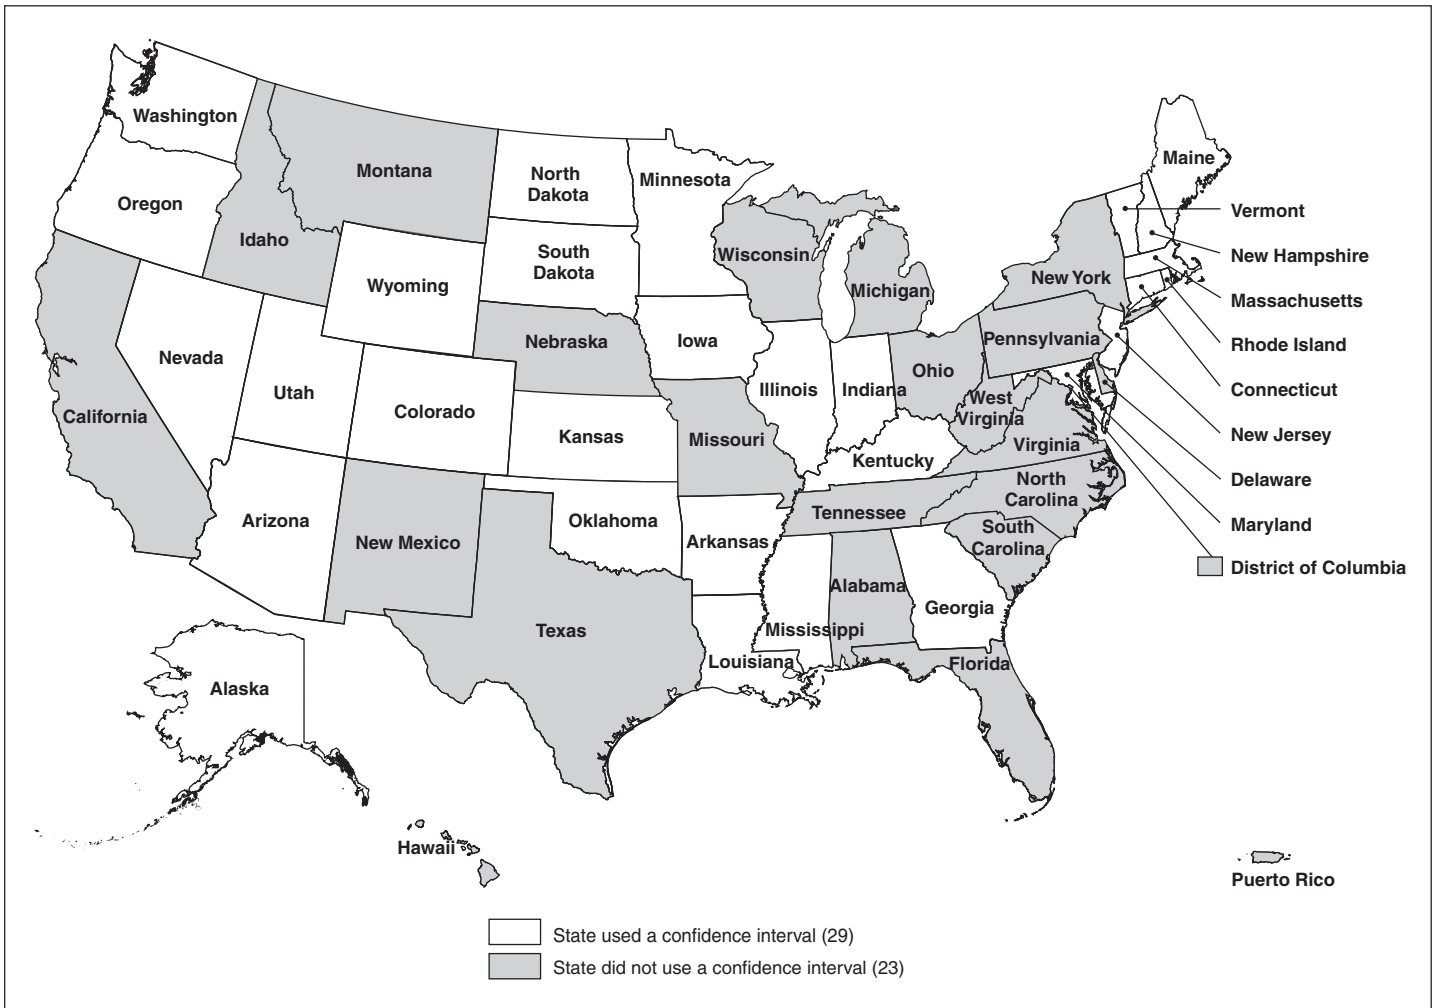 Washington
Montana
North
Dakota
Minnesota
Maine
Oregon
Idaho
Wyoming
South
Dakota
Wisconsin
Michigan
New York
Vermont
New Hampshire
Massachusetts
Rhode Island
Connecticut
New Jersey
Delaware
Maryland
District of Columbia
Nevada
Utah
Colorado
Nebraska
Iowa
Illinois
Indiana
Ohio
Pennsylvania
West
Virginia
Virginia
California
Kansas
Missouri
Kentucky
North
Carolina
Tennessee
South
Carolina
Arizona
New Mexico
Oklahoma
Arkansas
Texas
Mississippi
Alabama
Georgia
Louisiana
Florida
Alaska
Hawaii
Puerto Rico
State used a confidence interval (29)
State did not use a confidence interval (23)